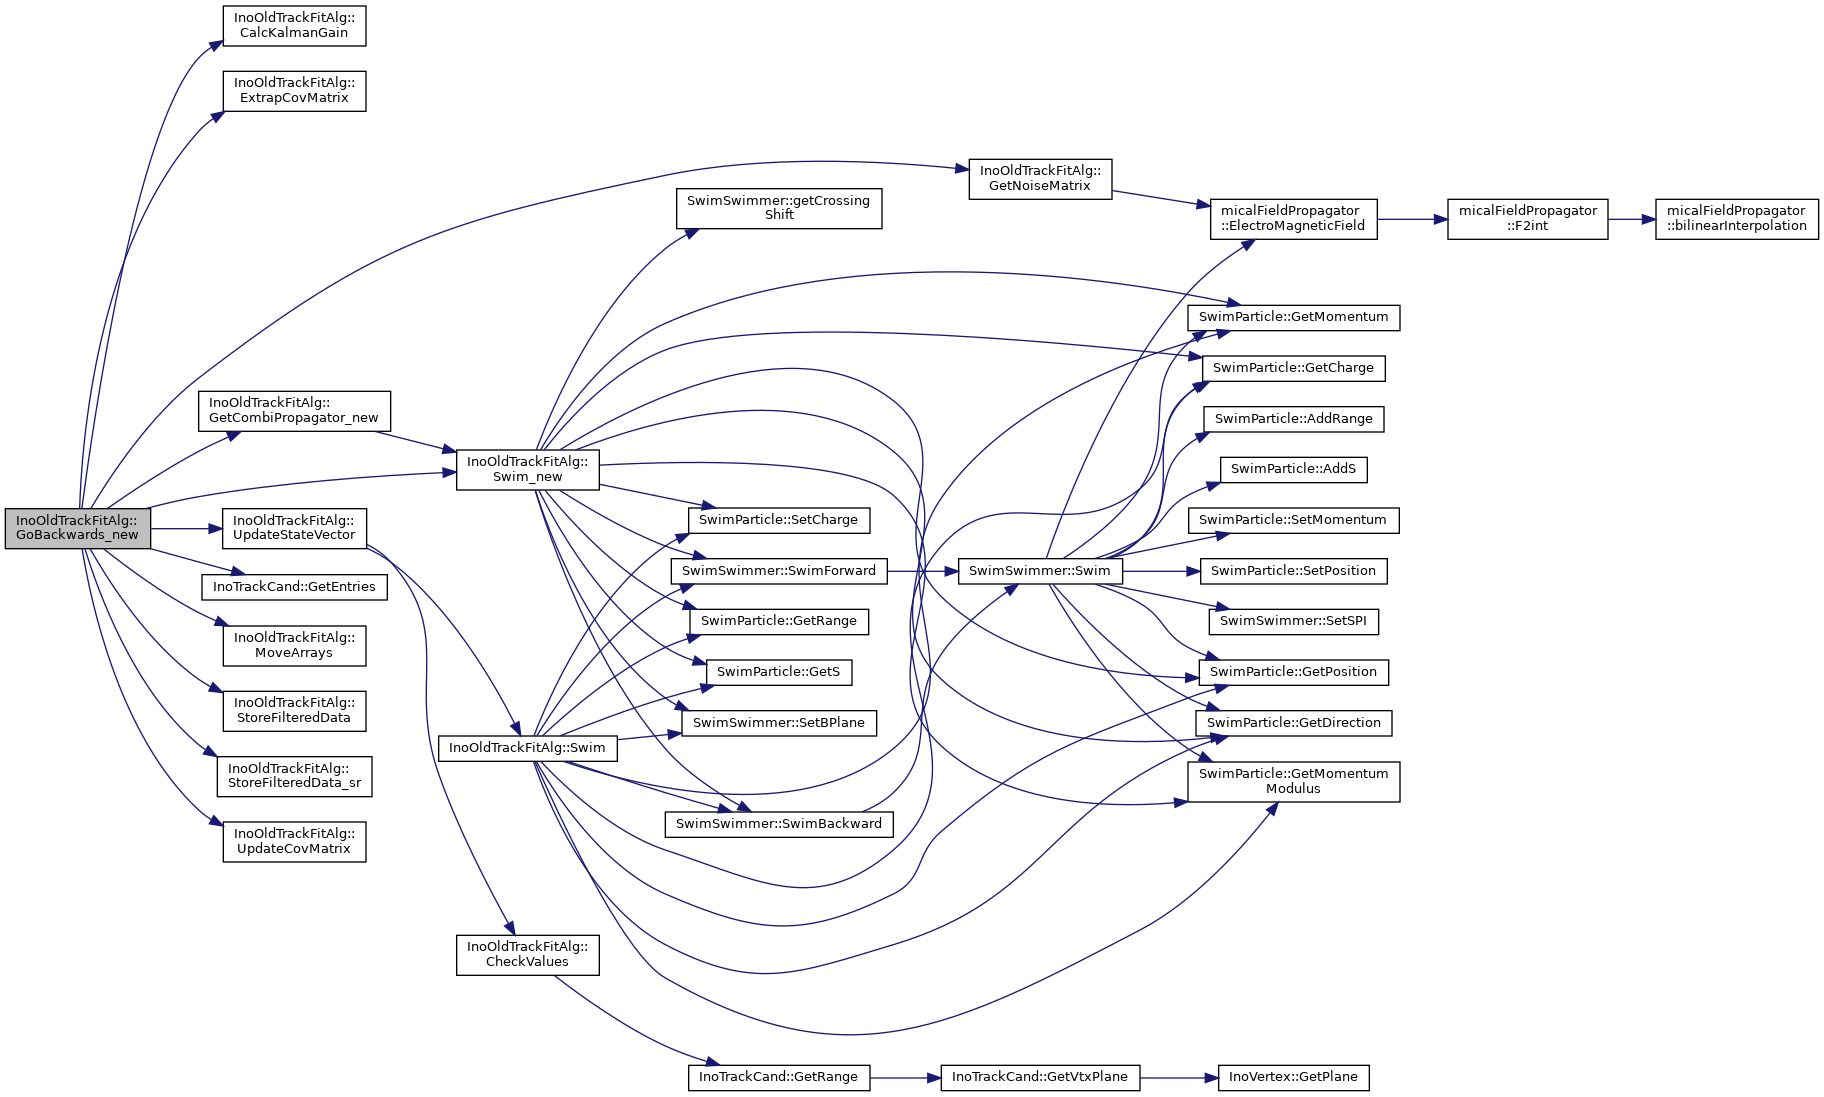 InoOldTrackFitAlg::
GoBackwards_new
InoOldTrackFitAlg::
CalcKalmanGain
InoOldTrackFitAlg::
ExtrapCovMatrix
InoOldTrackFitAlg::
GetCombiPropagator_new
InoOldTrackFitAlg::
UpdateStateVector
InoTrackCand::GetEntries
InoOldTrackFitAlg::
MoveArrays
InoOldTrackFitAlg::
StoreFilteredData
InoOldTrackFitAlg::
StoreFilteredData_sr
InoOldTrackFitAlg::
UpdateCovMatrix
InoOldTrackFitAlg::
Swim_new
InoOldTrackFitAlg::Swim
InoOldTrackFitAlg::
CheckValues
SwimSwimmer::getCrossing
Shift
SwimParticle::SetCharge
SwimSwimmer::SwimForward
SwimParticle::GetRange
SwimParticle::GetS
SwimSwimmer::SetBPlane
SwimSwimmer::SwimBackward
InoTrackCand::GetRange
InoOldTrackFitAlg::
GetNoiseMatrix
SwimSwimmer::Swim
InoTrackCand::GetVtxPlane
micalFieldPropagator
::ElectroMagneticField
SwimParticle::GetMomentum
SwimParticle::GetCharge
SwimParticle::AddRange
SwimParticle::AddS
SwimParticle::SetMomentum
SwimParticle::SetPosition
SwimSwimmer::SetSPI
SwimParticle::GetPosition
SwimParticle::GetDirection
SwimParticle::GetMomentum
Modulus
InoVertex::GetPlane
micalFieldPropagator
::F2int
micalFieldPropagator
::bilinearInterpolation